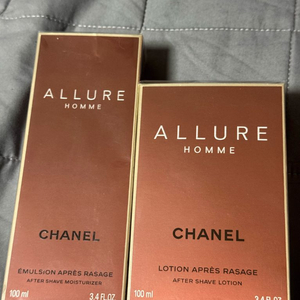 ALLURE
HOMME
CHANEL
ÉMULSION APRÈS RASAGE
AFTER SHAVE MOISTURIZER
100 ml 3.4 FL OZ
ALLURE
HOMME
CHANEL
LOTION APRÈS RASAGE
AFTER SHAVE LOTION
100 ml 3.4 FL OZ